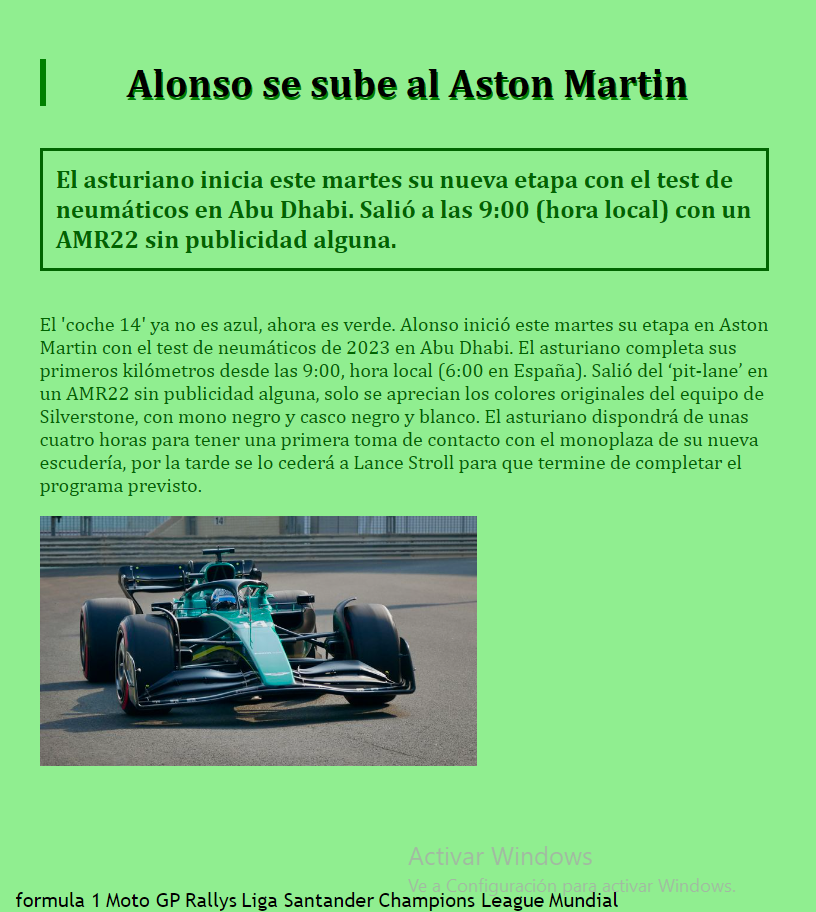 Alonso se sube al Aston Martin
El asturiano inicia este martes su nueva etapa con el test de
neumáticos en Abu Dhabi. Salió a las 9:00 (hora local) con un
AMR22 sin publicidad alguna.
El 'coche 14' ya no es azul, ahora es verde. Alonso inició este martes su etapa en Aston
Martin con el test de neumáticos de 2023 en Abu Dhabi. El asturiano completa sus
primeros kilómetros desde las 9:00, hora local (6:00 en España). Salió del ‘pit-lane’ en
un AMR22 sin publicidad alguna, solo se aprecian los colores originales del equipo de
Silverstone, con mono negro y casco negro y blanco. El asturiano dispondrá de unas
cuatro horas para tener una primera toma de contacto con el monoplaza de su nueva
escudería, por la tarde se lo cederá a Lance Stroll para que termine de completar el
programa previsto.
14
Activar Windows
Ve a Configuración para activar Windows.
formula 1 Moto GP Rallys Liga Santander Champions League Mundial